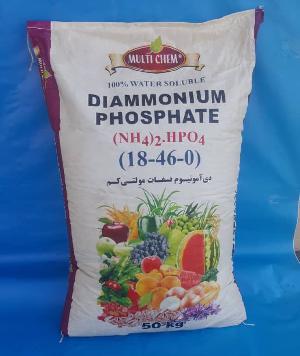 MULTI CHEM®
100% WATER SOLUBLE
DIAMMONIUM
PHOSPHATE
(NH4)2.HPO4
(18-46-0)
دی آمونیوم فسفات مولتی کم
50 kg